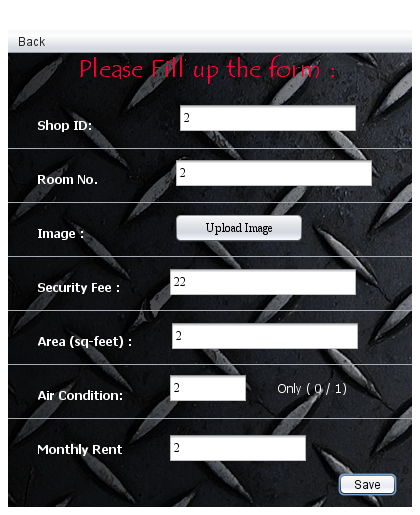 Back
Please Fill up the form :
Shop ID: 2
Room No. 2
Image : Upload Image
Security Fee : 22
Area (sq-feet) : 2
Air Condition: 2 Only ( 0 / 1)
Monthly Rent 2
Save